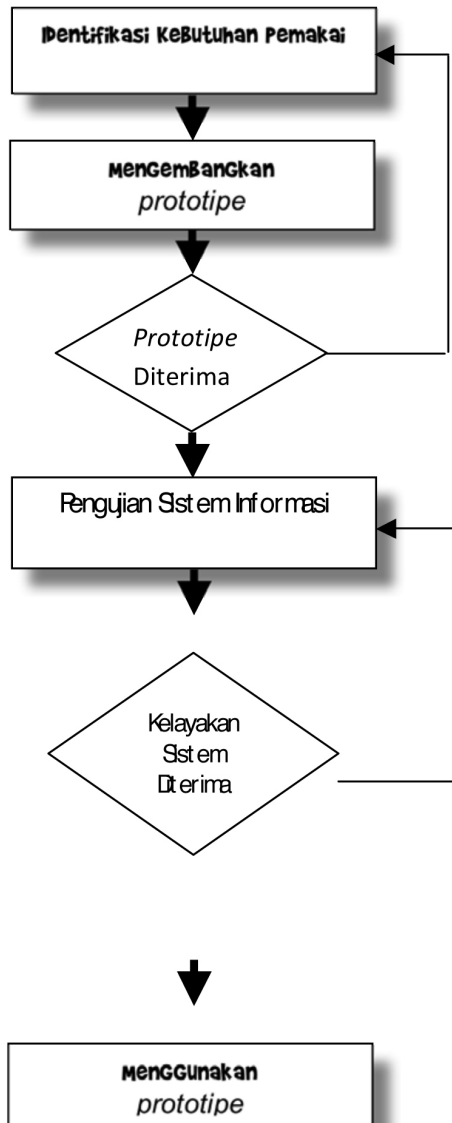 IDentifikasi KeButuhan Pemakai
MenGemBanGkan
prototipe
Prototipe
Diterima
Pengujian Sistem Informasi
Kelayakan
Sistem
Diterima
MenGGunakan
prototipe